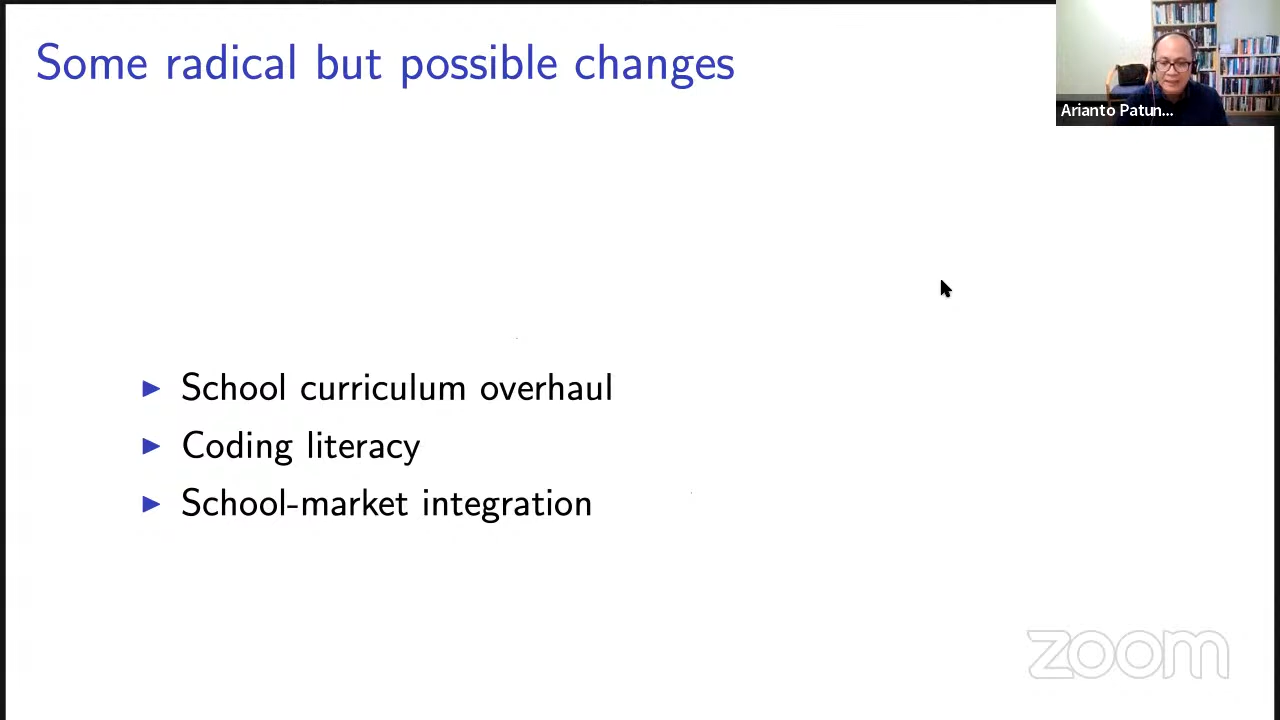 Some radical but possible changes
Arianto Patun...
School curriculum overhaul
Coding literacy
School-market integration
zoom